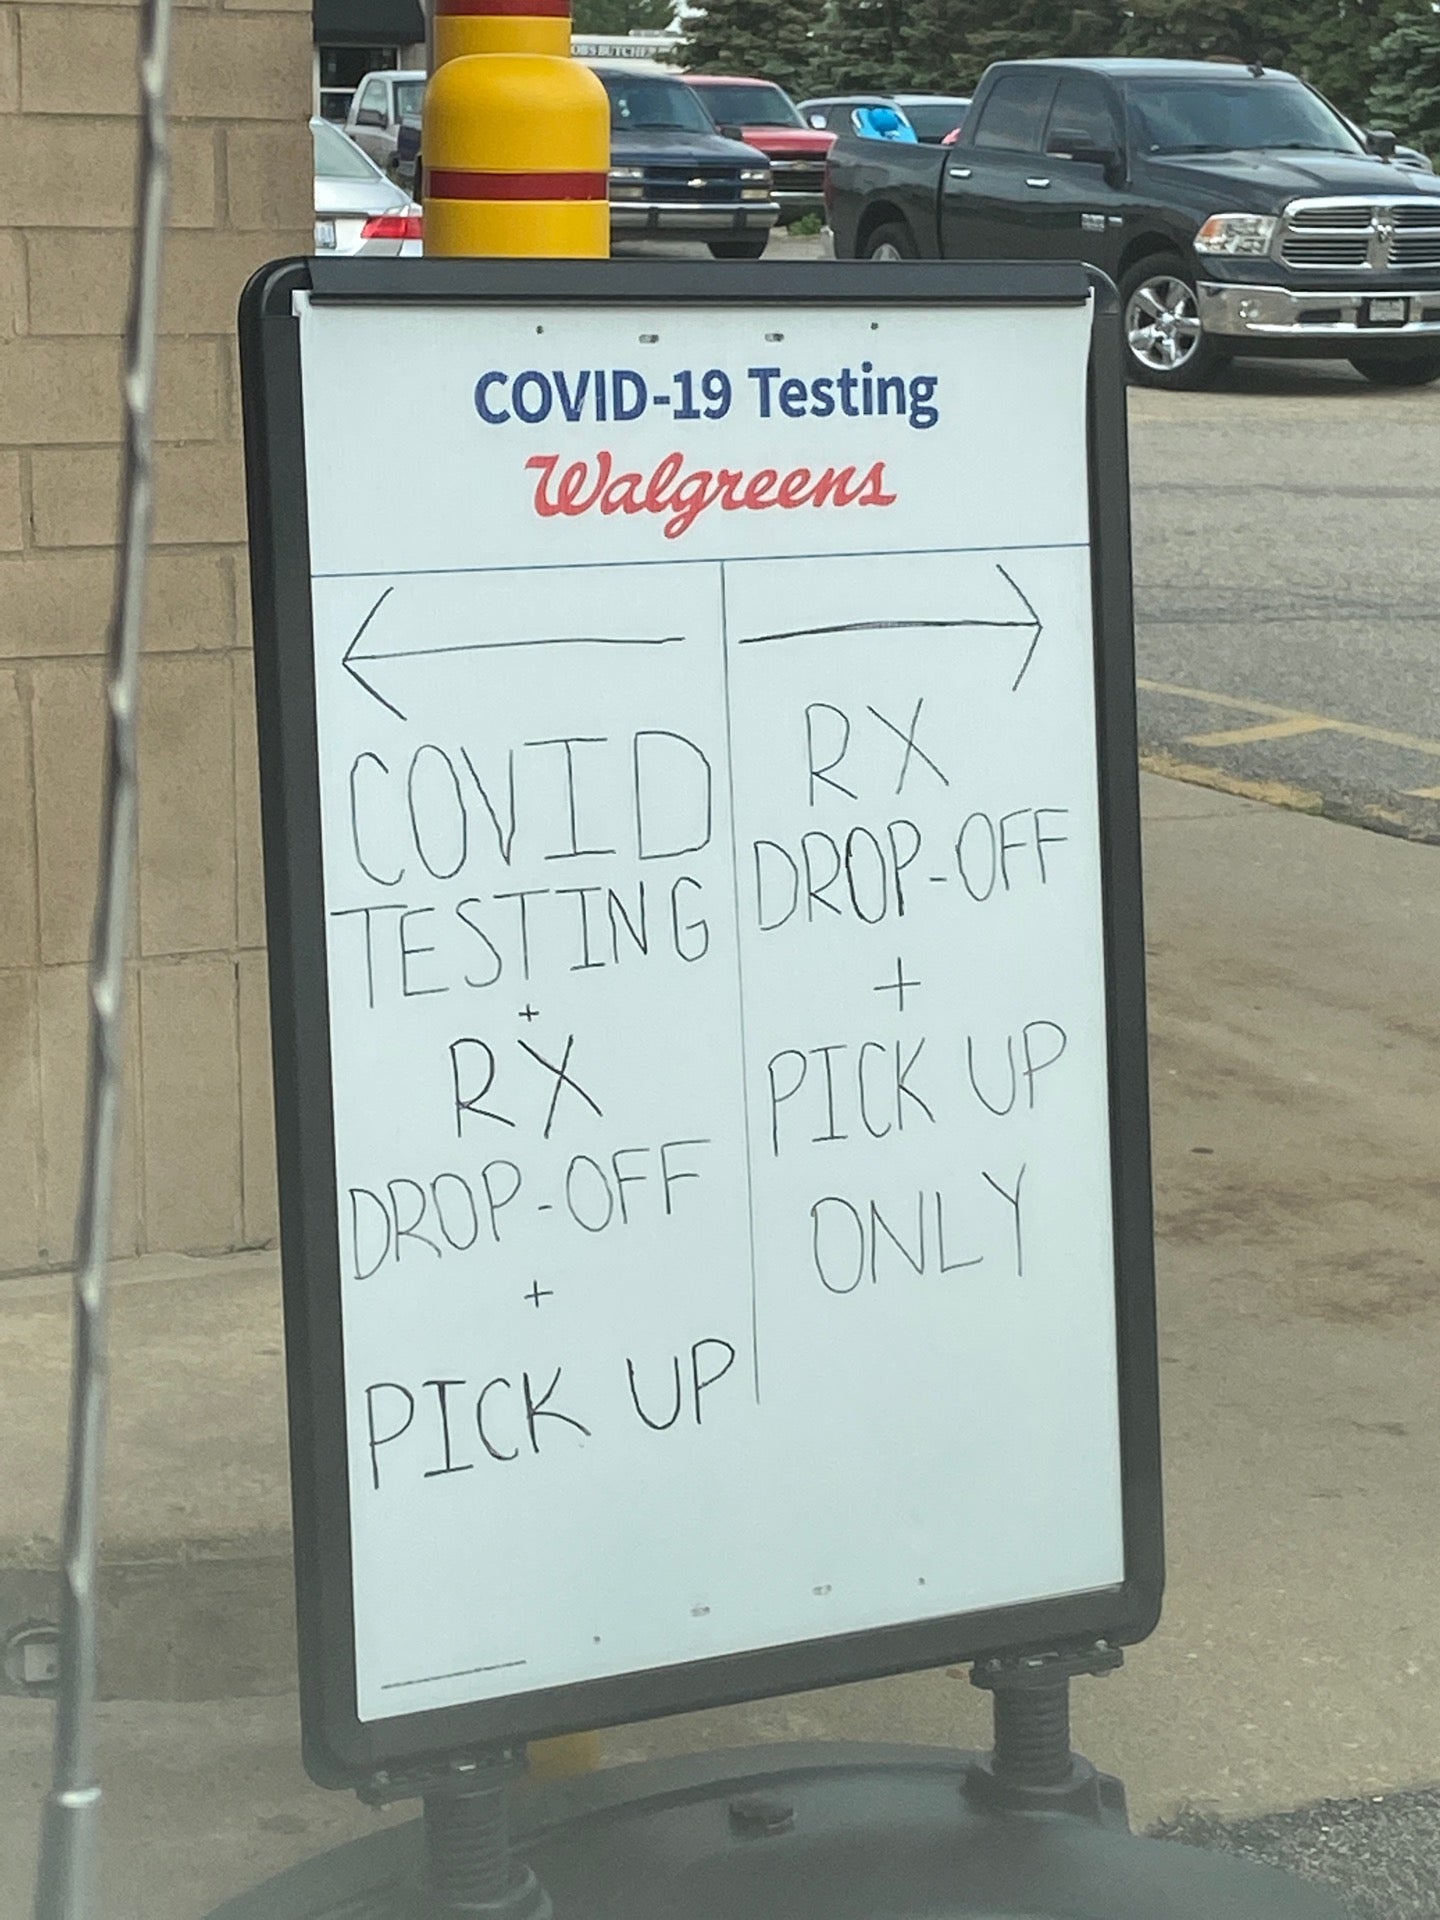 COVID-19 Testing
Walgreens
COVID
TESTING
+
RX
DROP-OFF
+
PICK UP
RX
DROP-OFF
+
PICK UP
ONLY